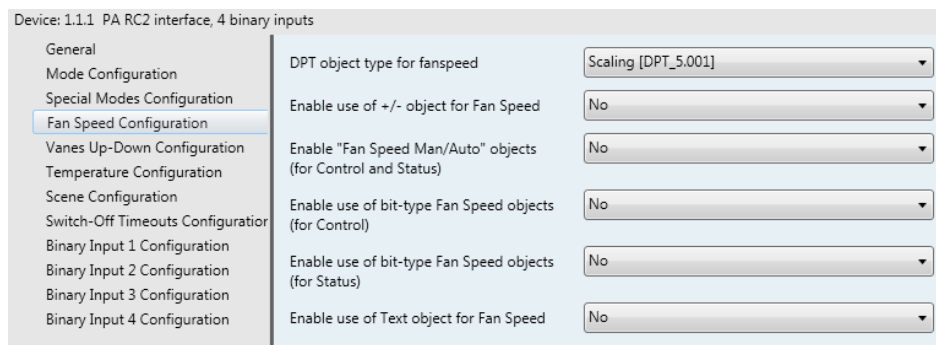 Device: 1.1.1 PA RC2 interface, 4 binary inputs
General
Mode Configuration
Special Modes Configuration
Fan Speed Configuration
Vanes Up-Down Configuration
Temperature Configuration
Scene Configuration
Switch-Off Timeouts Configuration
Binary Input 1 Configuration
Binary Input 2 Configuration
Binary Input 3 Configuration
Binary Input 4 Configuration
DPT object type for fanspeed
Scaling [DPT_5.001]
Enable use of +/- object for Fan Speed
No
Enable "Fan Speed Man/Auto" objects
(for Control and Status)
No
Enable use of bit-type Fan Speed objects
(for Control)
No
Enable use of bit-type Fan Speed objects
(for Status)
No
Enable use of Text object for Fan Speed
No